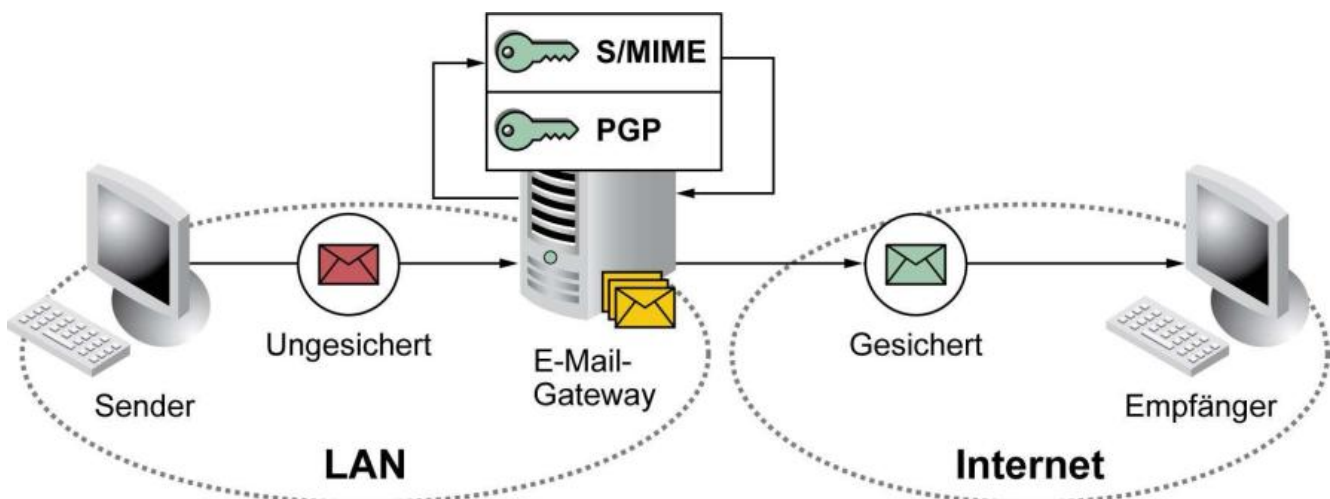 S/MIME
PGP
Ungesichert
E-Mail-
Gateway
Gesichert
Sender
Empfänger
LAN
Internet